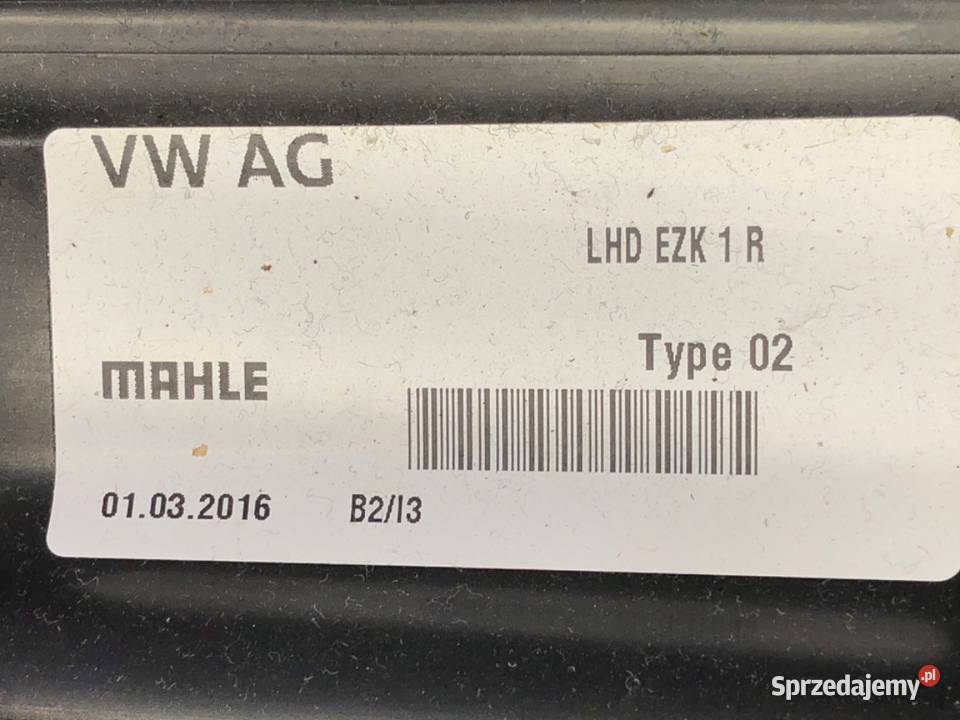 VW AG
LHD EZK 1 R
Type 02
MAHLE
01.03.2016 B2/I3
Sprzedajemy.pl